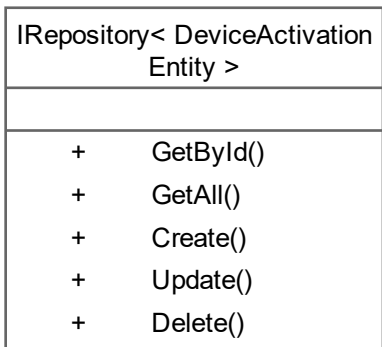 IRepository< DeviceActivation
Entity >
+ GetById()
+ GetAll()
+ Create()
+ Update()
+ Delete()